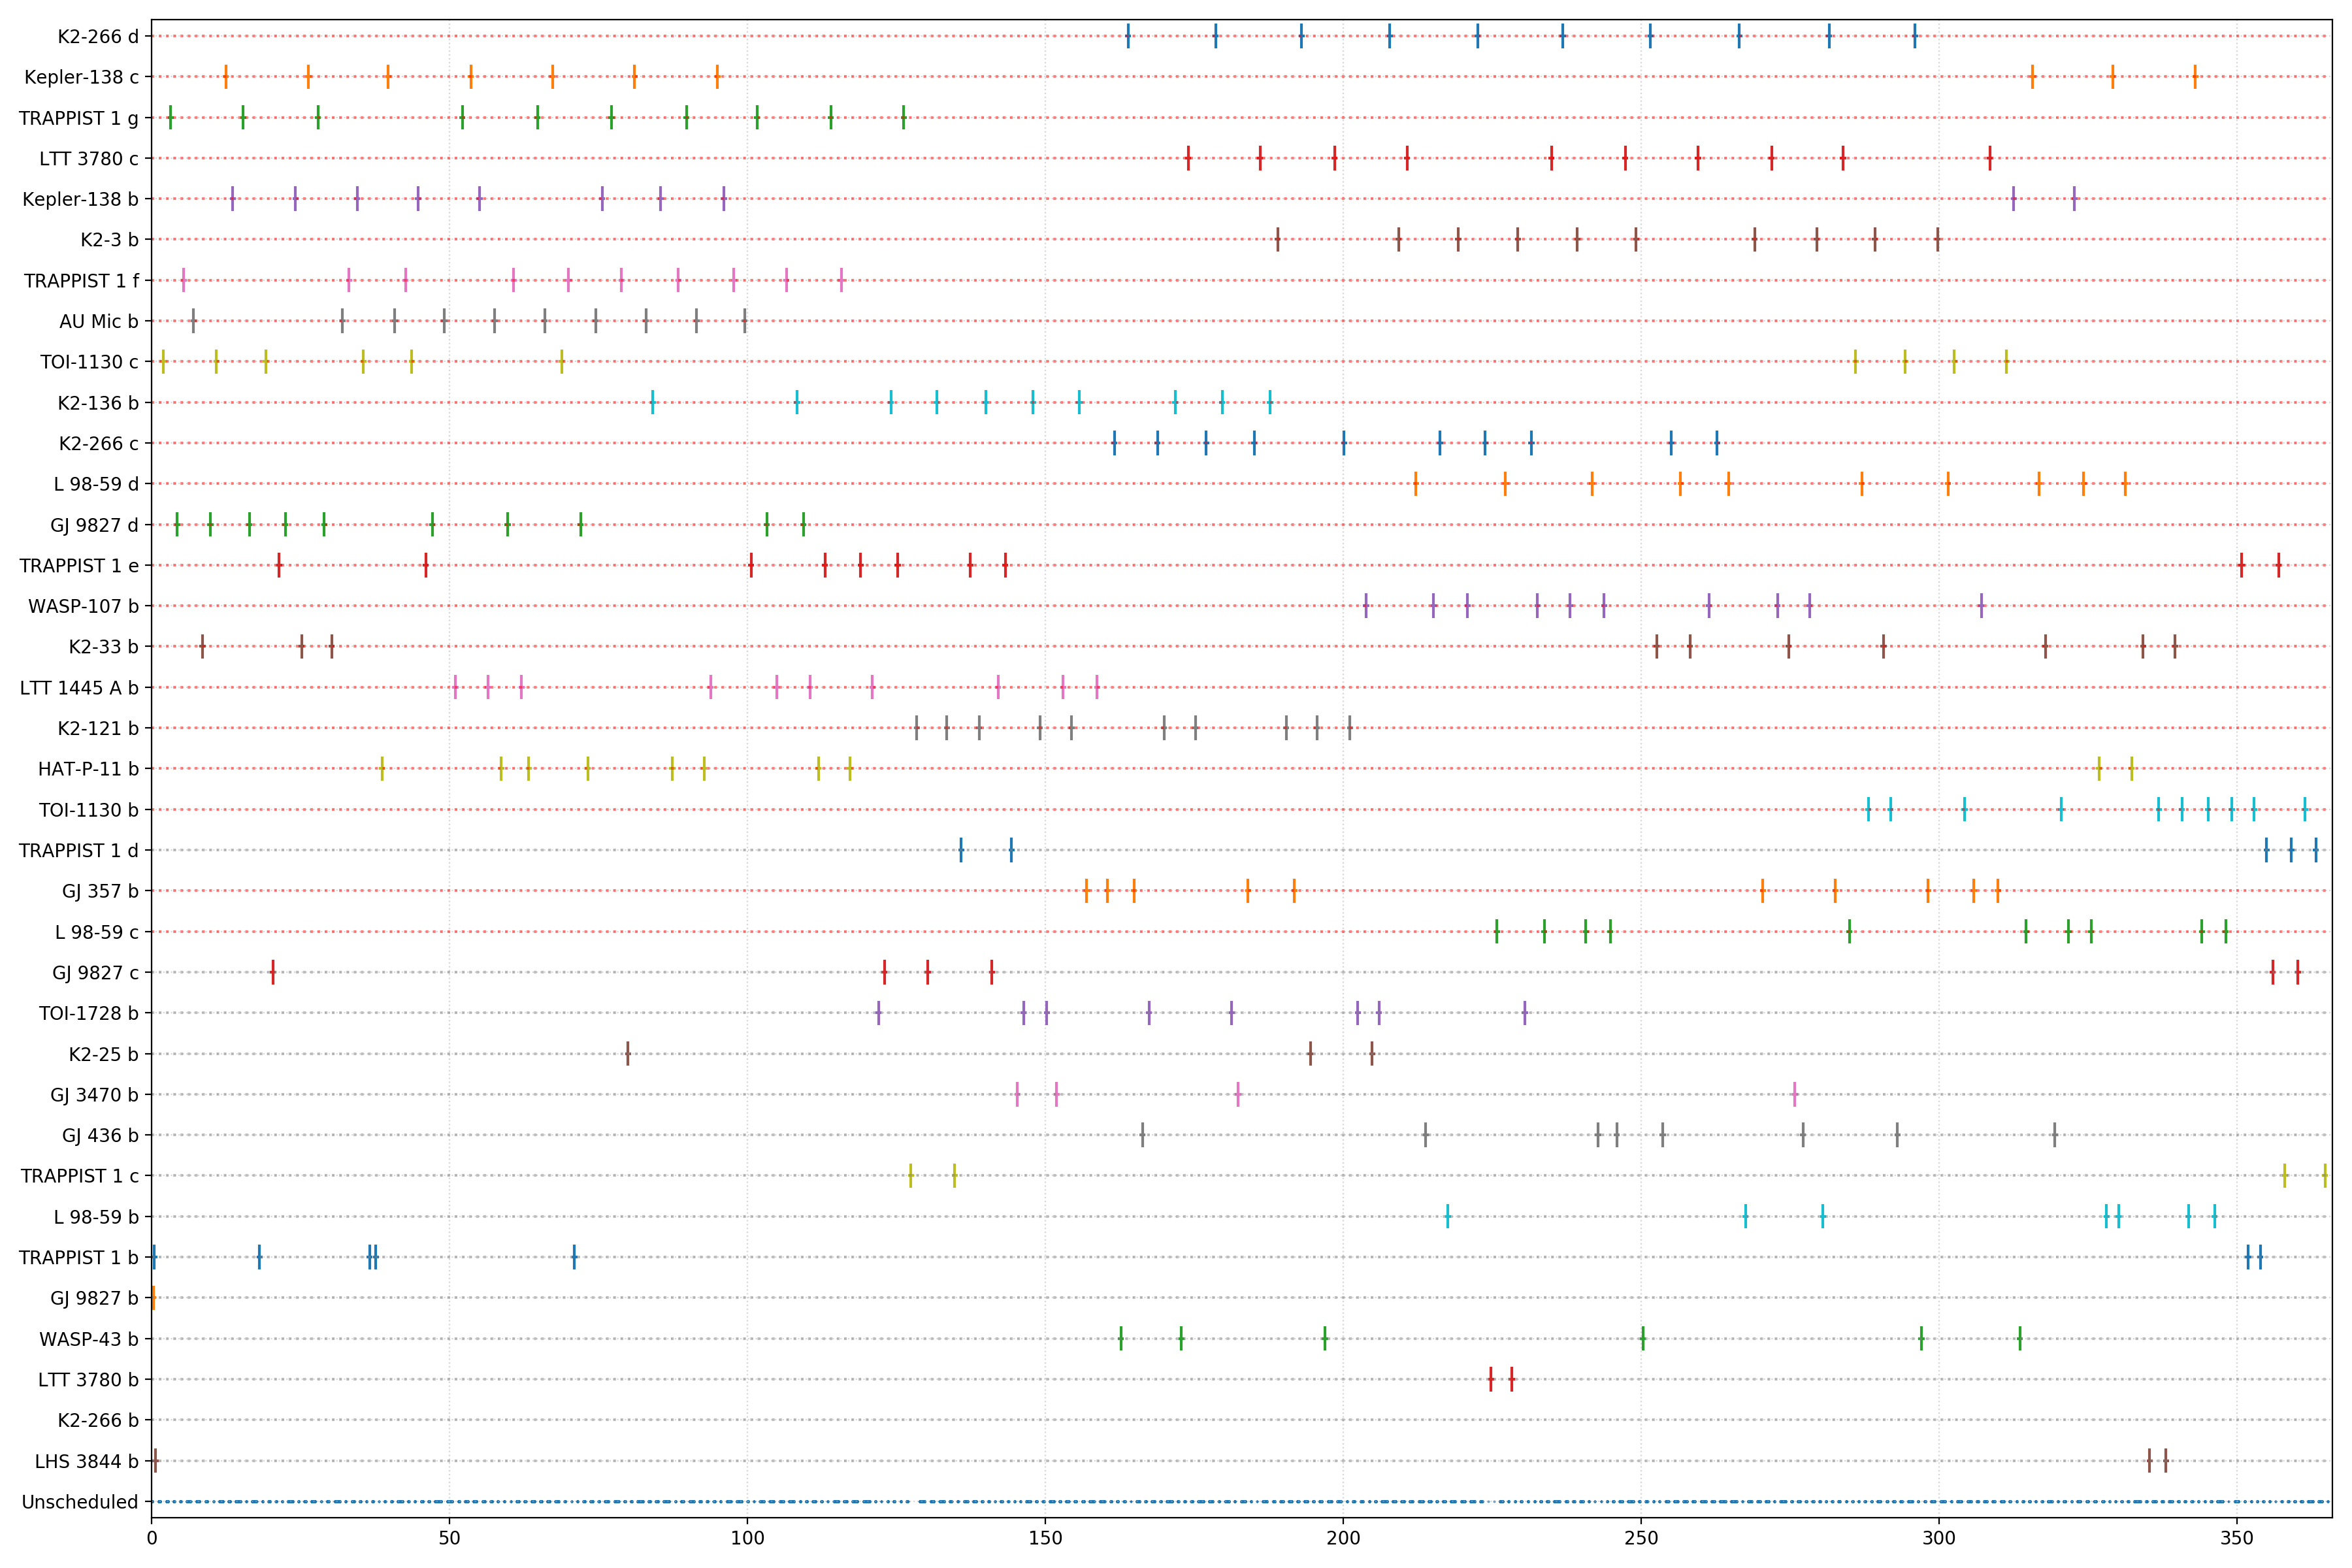 K2-266 d
Kepler-138 c
TRAPPIST 1 g
LTT 3780 c
Kepler-138 b
K2-3 b
TRAPPIST 1 f
AU Mic b
TOI-1130 c
K2-136 b
K2-266 c
L 98-59 d
GJ 9827 d
TRAPPIST 1 e
WASP-107 b
K2-33 b
LTT 1445 A b
K2-121 b
HAT-P-11 b
TOI-1130 b
TRAPPIST 1 d
GJ 357 b
L 98-59 c
GJ 9827 c
TOI-1728 b
K2-25 b
GJ 3470 b
GJ 436 b
TRAPPIST 1 c
L 98-59 b
TRAPPIST 1 b
GJ 9827 b
WASP-43 b
LTT 3780 b
K2-266 b
LHS 3844 b
Unscheduled
0 50 100 150 200 250 300 350